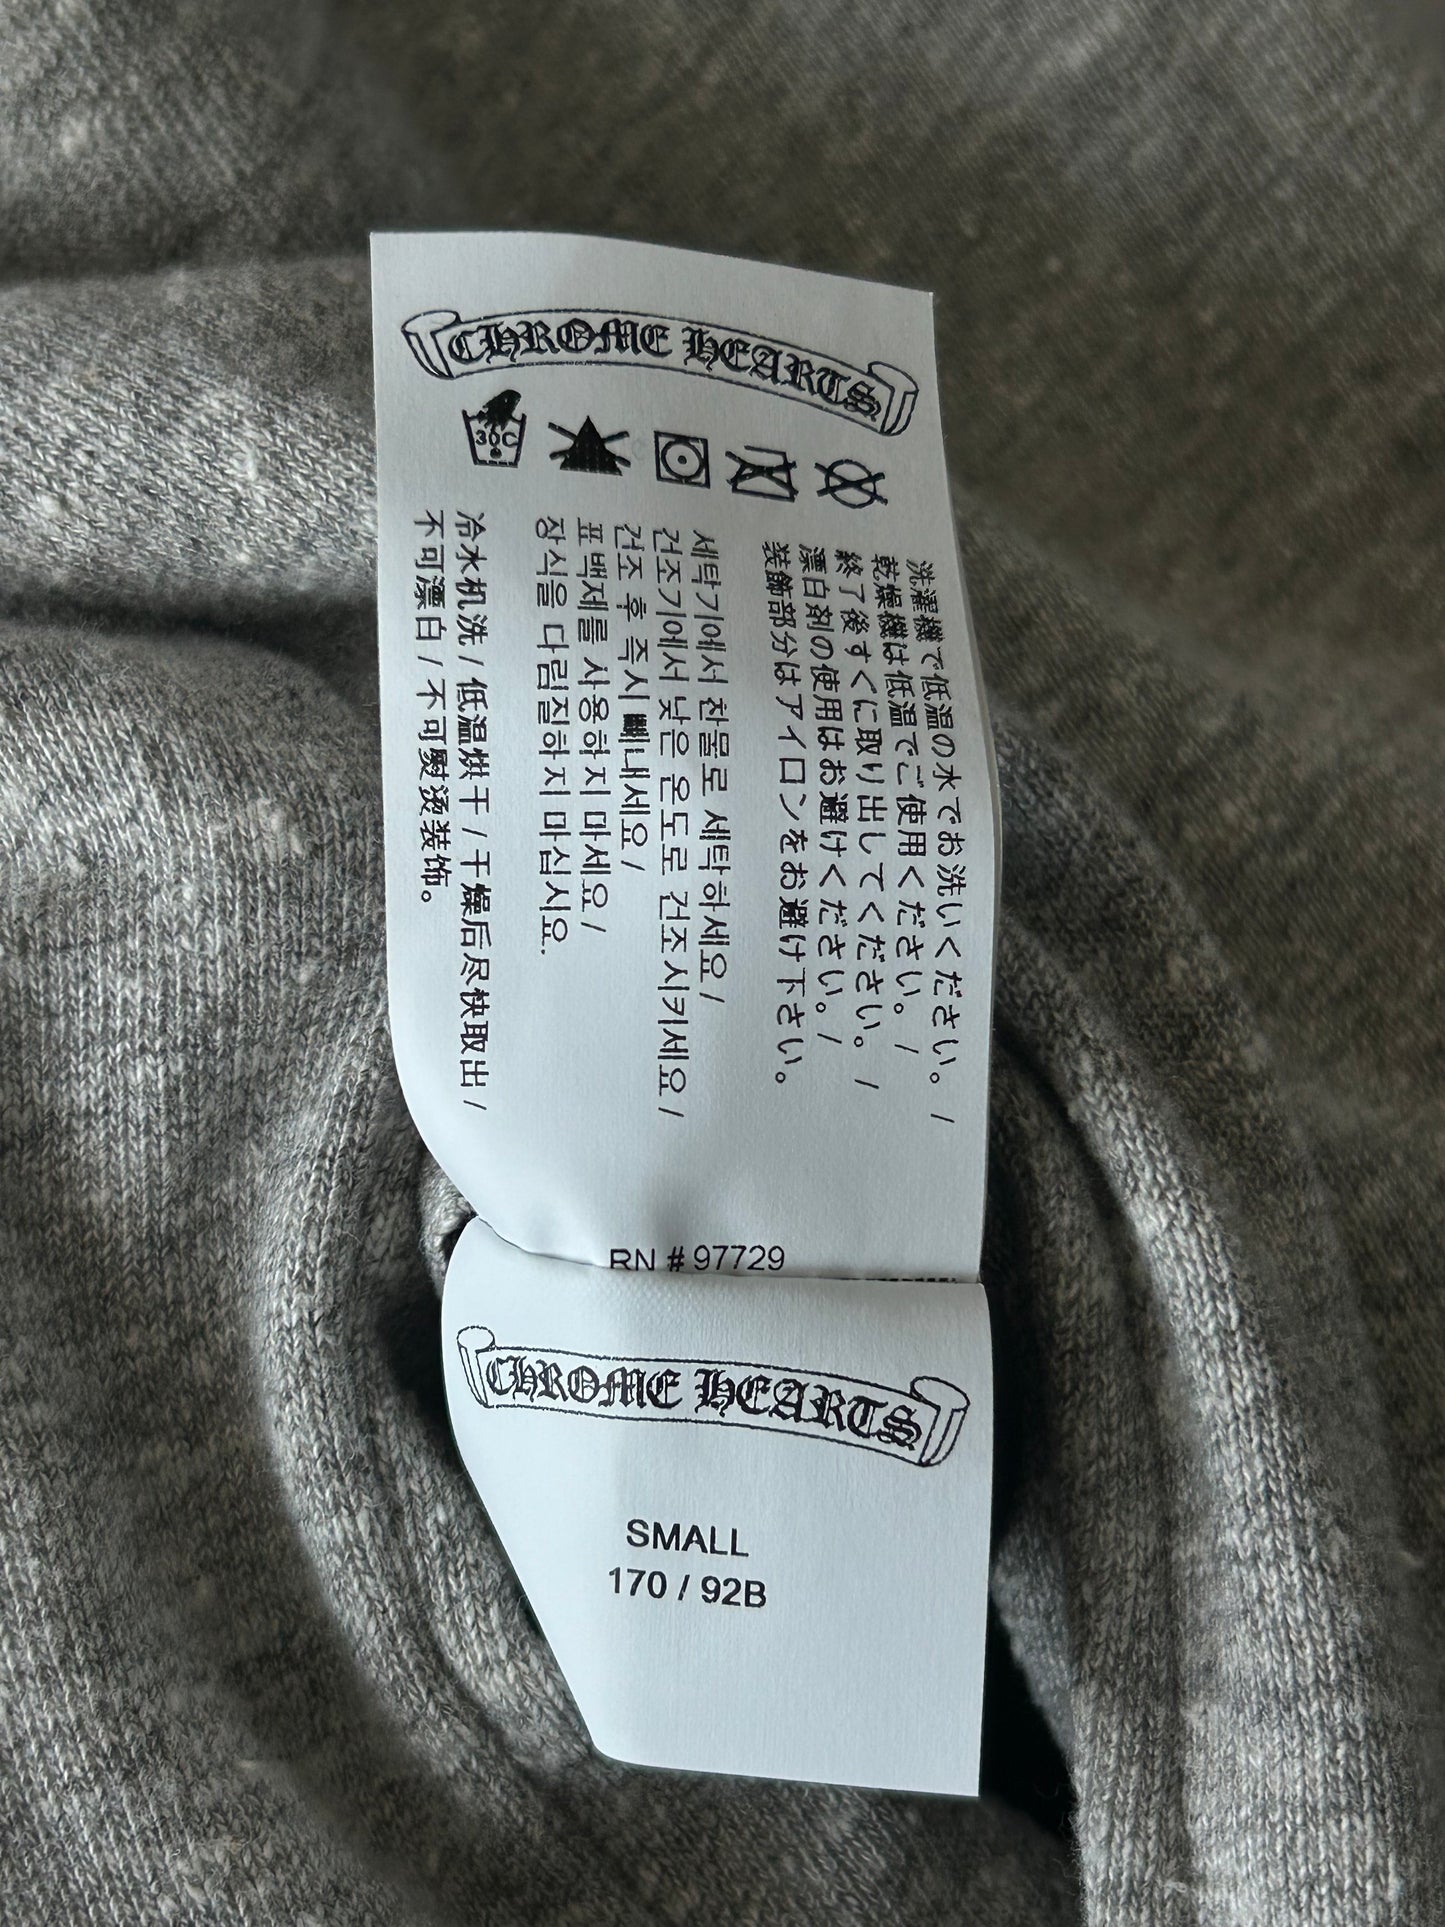 CHROME HEARTS
30C
洗濯機で低温の水でお洗いください。/
乾燥機は低温でご使用ください。/
終了後すぐに取り出してください。/
漂白剤の使用はお避けください。/
装飾部分はアイロンをお避け下さい。
세탁기에서 찬물로 세탁하세요 /
건조기에서 낮은 온도로 건조시키세요 /
건조 후 즉시 빼내세요 /
표백제를 사용하지 마세요 /
장식을 다림질하지 마십시요.
冷水机洗 / 低温烘干 / 干燥后尽快取出 /
不可漂白 / 不可熨烫装饰。
RN # 97729
CHROME HEARTS
SMALL
170 / 92B